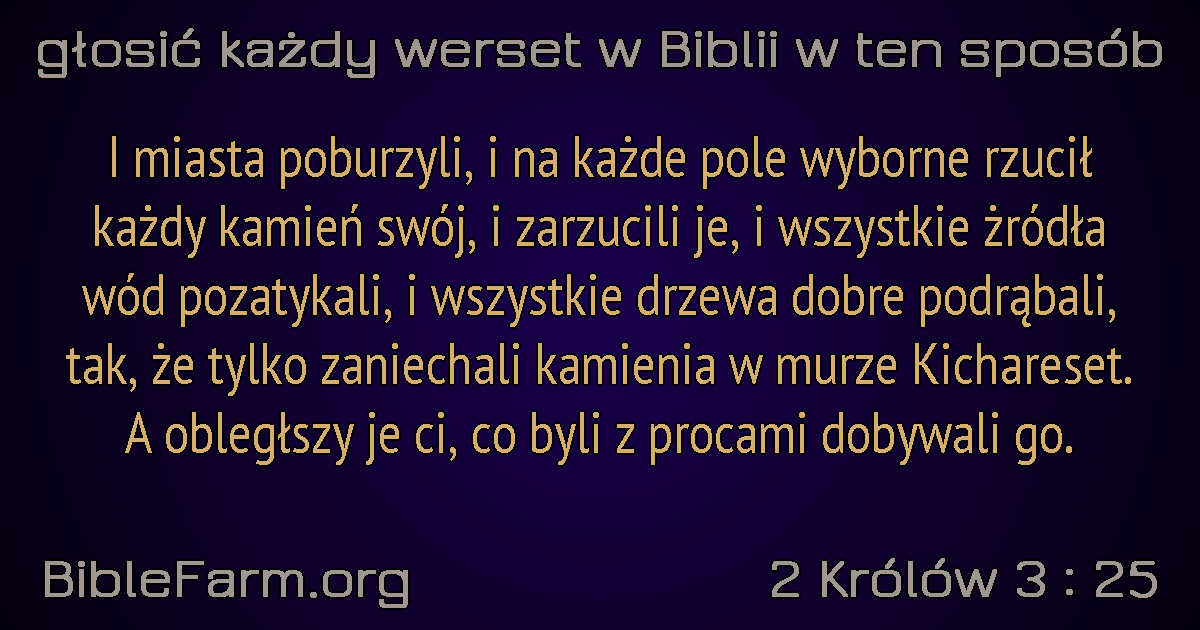 głosić każdy werset w Biblii w ten sposób
I miasta poburzyli, i na każde pole wyborne rzucił
każdy kamień swój, i zarzucili je, i wszystkie żródła
wód pozatykali, i wszystkie drzewa dobre podrąbali,
tak, że tylko zaniechali kamienia w murze Kichareset.
A obległszy je ci, co byli z procami dobywali go.
BibleFarm.org
2 Królów 3 : 25